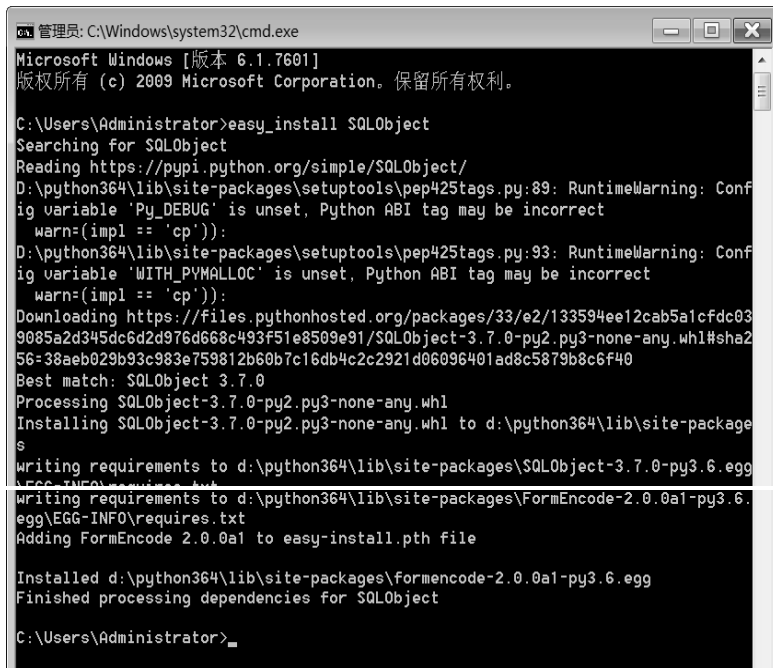 管理员: C:\Windows\system32\cmd.exe
Microsoft Windows [版本 6.1.7601]
版权所有 (c) 2009 Microsoft Corporation。保留所有权利。
C:\Users\Administrator>easy_install SQLObject
Searching for SQLObject
Reading https://pypi.python.org/simple/SQLObject/
D:\python364\lib\site-packages\setuptools\pep425tags.py:89: RuntimeWarning: Conf
ig variable 'Py_DEBUG' is unset, Python ABI tag may be incorrect
warn=(impl == 'cp')):
D:\python364\lib\site-packages\setuptools\pep425tags.py:93: RuntimeWarning: Conf
ig variable 'WITH_PYMALLOC' is unset, Python ABI tag may be incorrect
warn=(impl == 'cp')):
Downloading https://files.pythonhosted.org/packages/33/e2/133594ee12cab5a1cfdc03
9085a2d345dc6d2d976d668c493f51e8509e91/SQLObject-3.7.0-py2.py3-none-any.whl#sha2
56=38aeb029b93c983e759812b60b7c16db4c2c2921d06096401ad8c5879b8c6f40
Best match: SQLObject 3.7.0
Processing SQLObject-3.7.0-py2.py3-none-any.whl
Installing SQLObject-3.7.0-py2.py3-none-any.whl to d:\python364\lib\site-package
s
writing requirements to d:\python364\lib\site-packages\SQLObject-3.7.0-py3.6.egg
\EGG-INFO\requires.txt
writing requirements to d:\python364\lib\site-packages\FormEncode-2.0.0a1-py3.6.
egg\EGG-INFO\requires.txt
Adding FormEncode 2.0.0a1 to easy-install.pth file
Installed d:\python364\lib\site-packages\formencode-2.0.0a1-py3.6.egg
Finished processing dependencies for SQLObject
C:\Users\Administrator>_